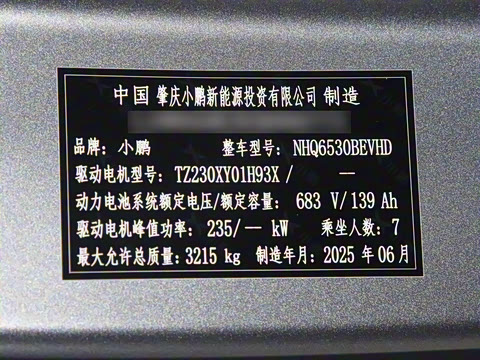 中国 肇庆小鹏新能源投资有限公司 制造
品牌：小鹏 整车型号：NHQ6530BEVHD
驱动电机型号：TZ230XY01H93X / —
动力电池系统额定电压/额定容量：683 V/139 Ah
驱动电机峰值功率：235/— kW 乘坐人数：7
最大允许总质量：3215 kg 制造年月：2025 年 06 月